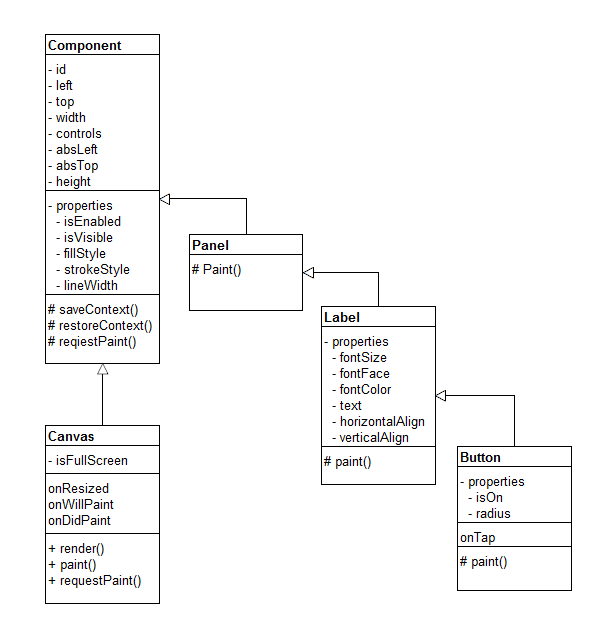 Component
- id
- left
- top
- width
- controls
- absLeft
- absTop
- height
- properties
- isEnabled
- isVisible
- fillStyle
- strokeStyle
- lineWidth
# saveContext()
# restoreContext()
# reqiestPaint()
Panel
# Paint()
Label
- properties
- fontSize
- fontFace
- fontColor
- text
- horizontalAlign
- verticalAlign
# paint()
Canvas
- isFullScreen
onResized
onWillPaint
onDidPaint
+ render()
+ paint()
+ requestPaint()
Button
- properties
- isOn
- radius
onTap
# paint()